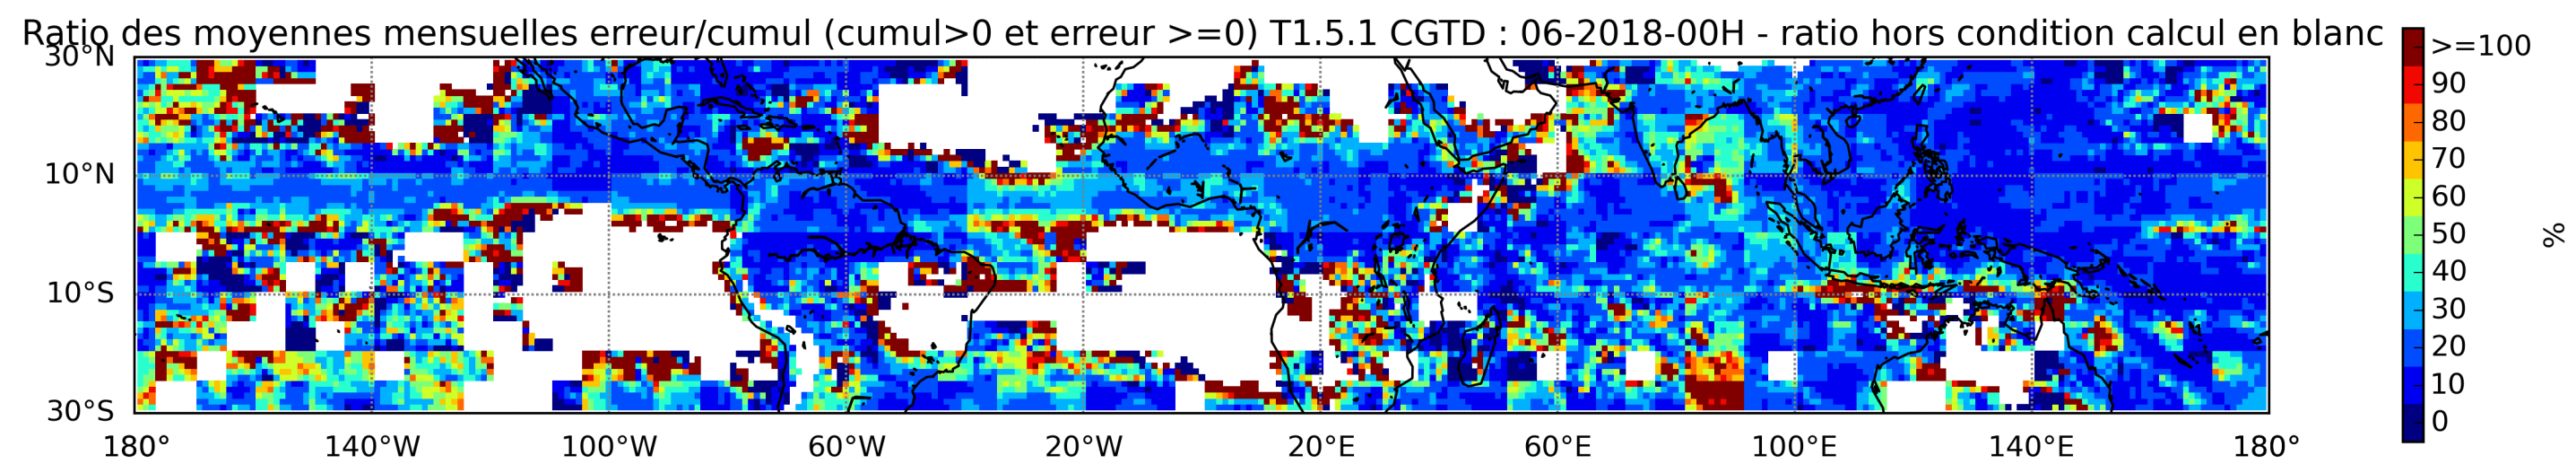 Ratio des moyennes mensuelles erreur/cumul (cumul>0 et erreur >=0) T1.5.1 CGTD : 06-2018-00H - ratio hors condition calcul en blanc
30°N
10°N
10°S
30°S
180°
140°W
100°W
60°W
20°W
20°E
60°E
100°E
140°E
180°
>=100
90
80
70
60
50
40
30
20
10
0
%